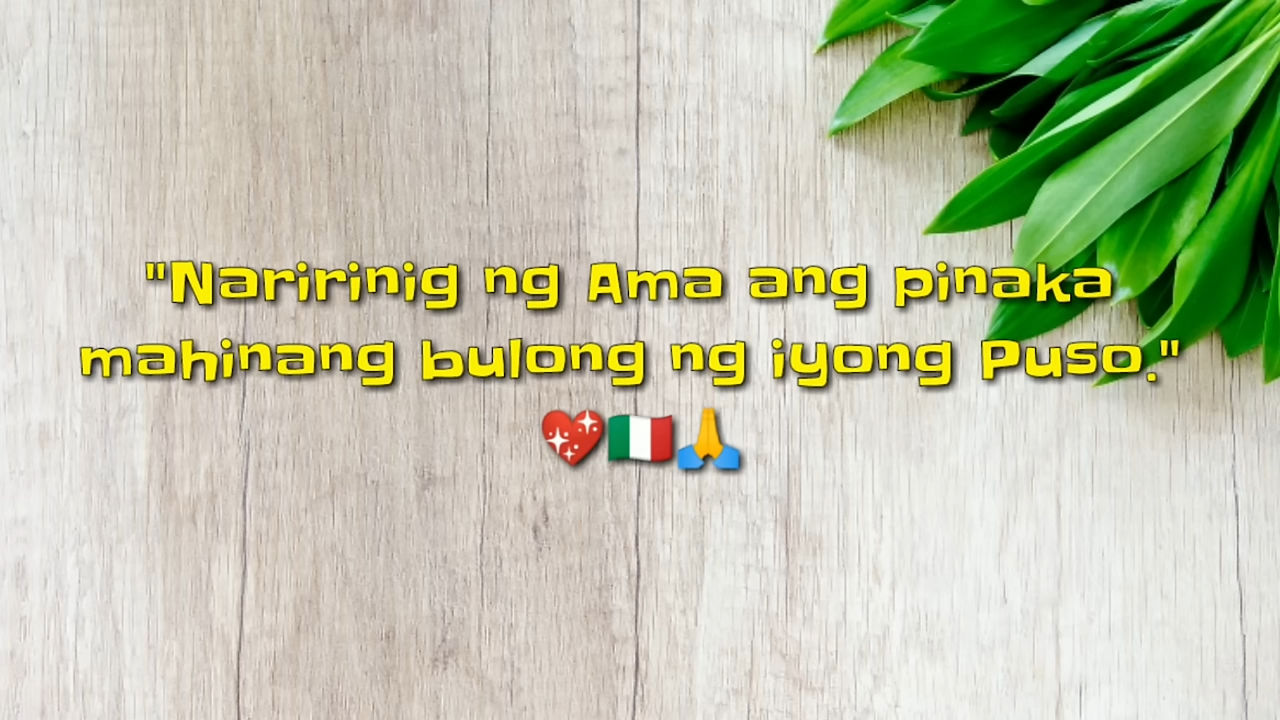 "Naririnig ng Ama ang pinaka
mahinang bulong ng iyong Puso."
💖🇮🇹🙏